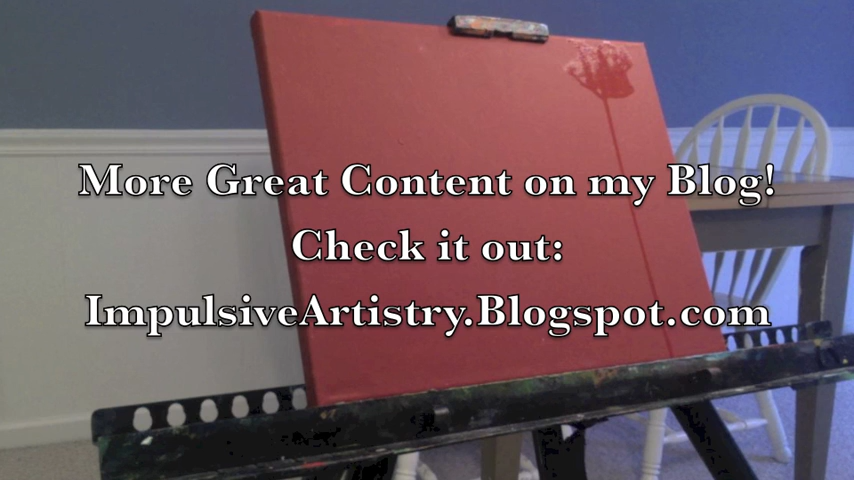 More Great Content on my Blog!
Check it out:
ImpulsiveArtistry.Blogspot.com